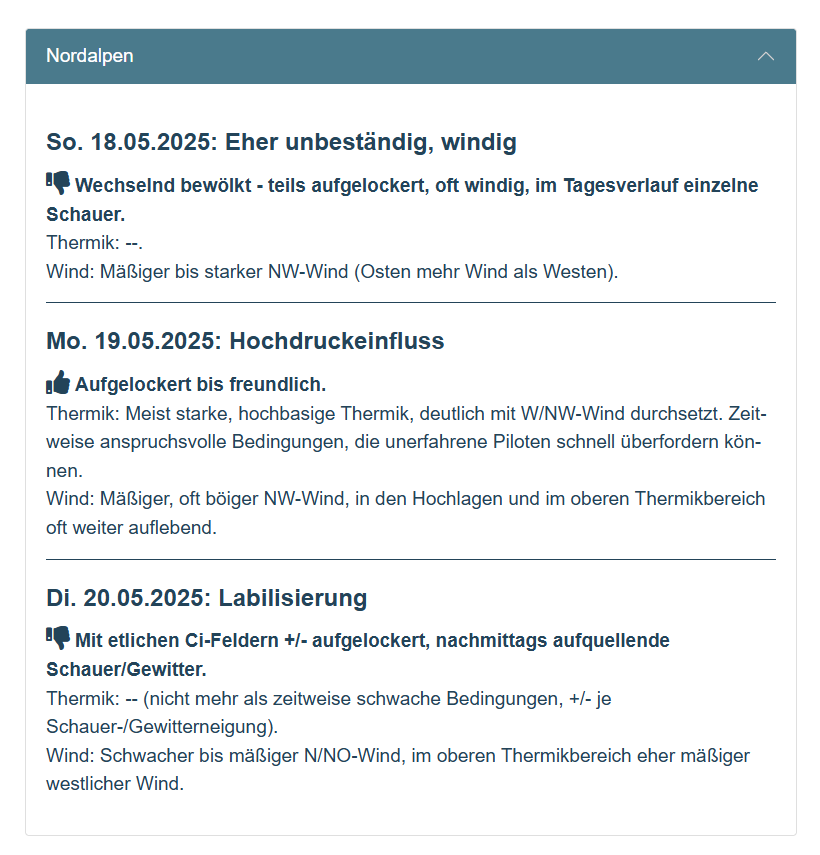 Nordalpen
So. 18.05.2025: Eher unbeständig, windig
Wechselnd bewölkt - teils aufgelockert, oft windig, im Tagesverlauf einzelne
Schauer.
Thermik: --.
Wind: Mäßiger bis starker NW-Wind (Osten mehr Wind als Westen).
Mo. 19.05.2025: Hochdruckeinfluss
Aufgelockert bis freundlich.
Thermik: Meist starke, hochbasige Thermik, deutlich mit W/NW-Wind durchsetzt. Zeit-
weise anspruchsvolle Bedingungen, die unerfahrene Piloten schnell überfordern kön-
nen.
Wind: Mäßiger, oft böiger NW-Wind, in den Hochlagen und im oberen Thermikbereich
oft weiter auflebend.
Di. 20.05.2025: Labilisierung
Mit etlichen Ci-Feldern +/- aufgelockert, nachmittags aufquellende
Schauer/Gewitter.
Thermik: -- (nicht mehr als zeitweise schwache Bedingungen, +/- je
Schauer-/Gewitterneigung).
Wind: Schwacher bis mäßiger N/NO-Wind, im oberen Thermikbereich eher mäßiger
westlicher Wind.